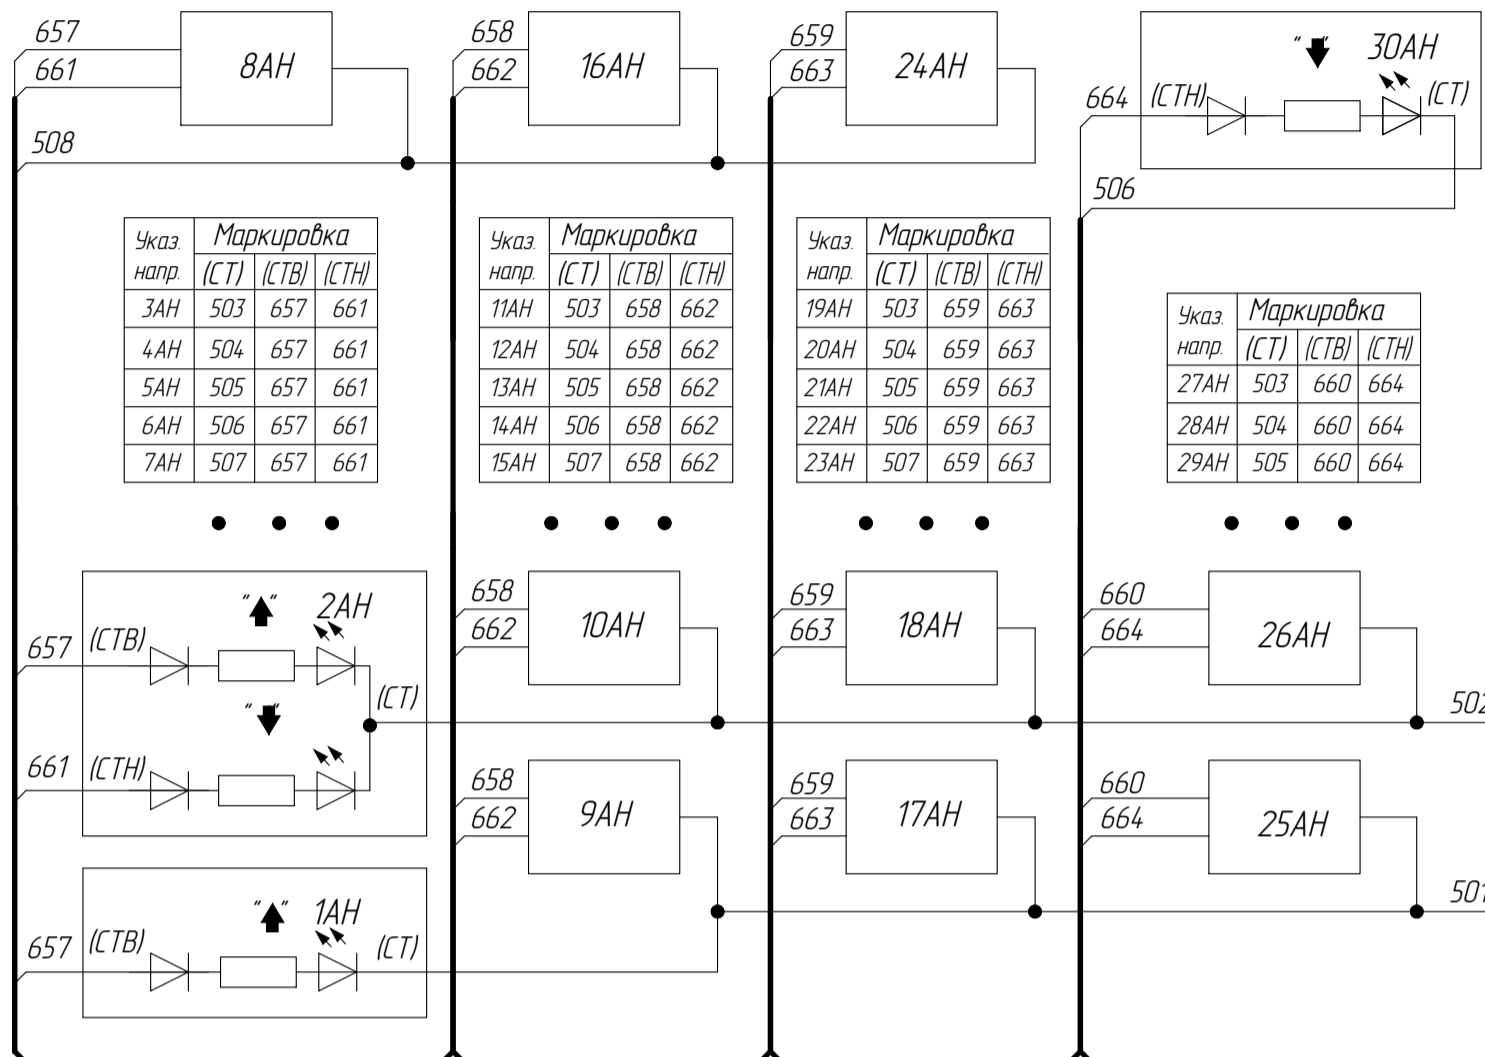 657
661
8АН
508
658
662
16АН
659
663
24АН
" "
30АН
664
(СТН)
(СТ)
506
Указ. напр. Маркировка
(СТ) (СТВ) (СТН)
3АН 503 657 661
4АН 504 657 661
5АН 505 657 661
6АН 506 657 661
7АН 507 657 661
Указ. напр. Маркировка
(СТ) (СТВ) (СТН)
11АН 503 658 662
12АН 504 658 662
13АН 505 658 662
14АН 506 658 662
15АН 507 658 662
Указ. напр. Маркировка
(СТ) (СТВ) (СТН)
19АН 503 659 663
20АН 504 659 663
21АН 505 659 663
22АН 506 659 663
23АН 507 659 663
Указ. напр. Маркировка
(СТ) (СТВ) (СТН)
27АН 503 660 664
28АН 504 660 664
29АН 505 660 664
" "
2АН
657
(СТВ)
(СТ)
" "
661
(СТН)
658
662
10АН
659
663
18АН
660
664
26АН
502
658
662
9АН
659
663
17АН
660
664
25АН
501
" "
1АН
657
(СТВ)
(СТ)